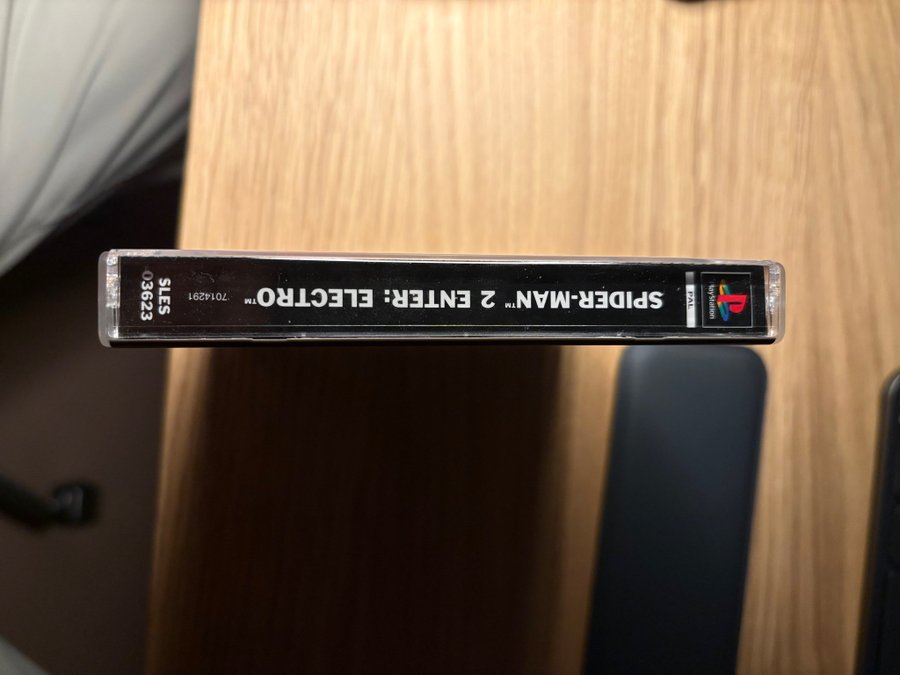 PlayStation
PAL
SPIDER-MAN™ 2 ENTER: ELECTRO™
7014291
SLES
03623